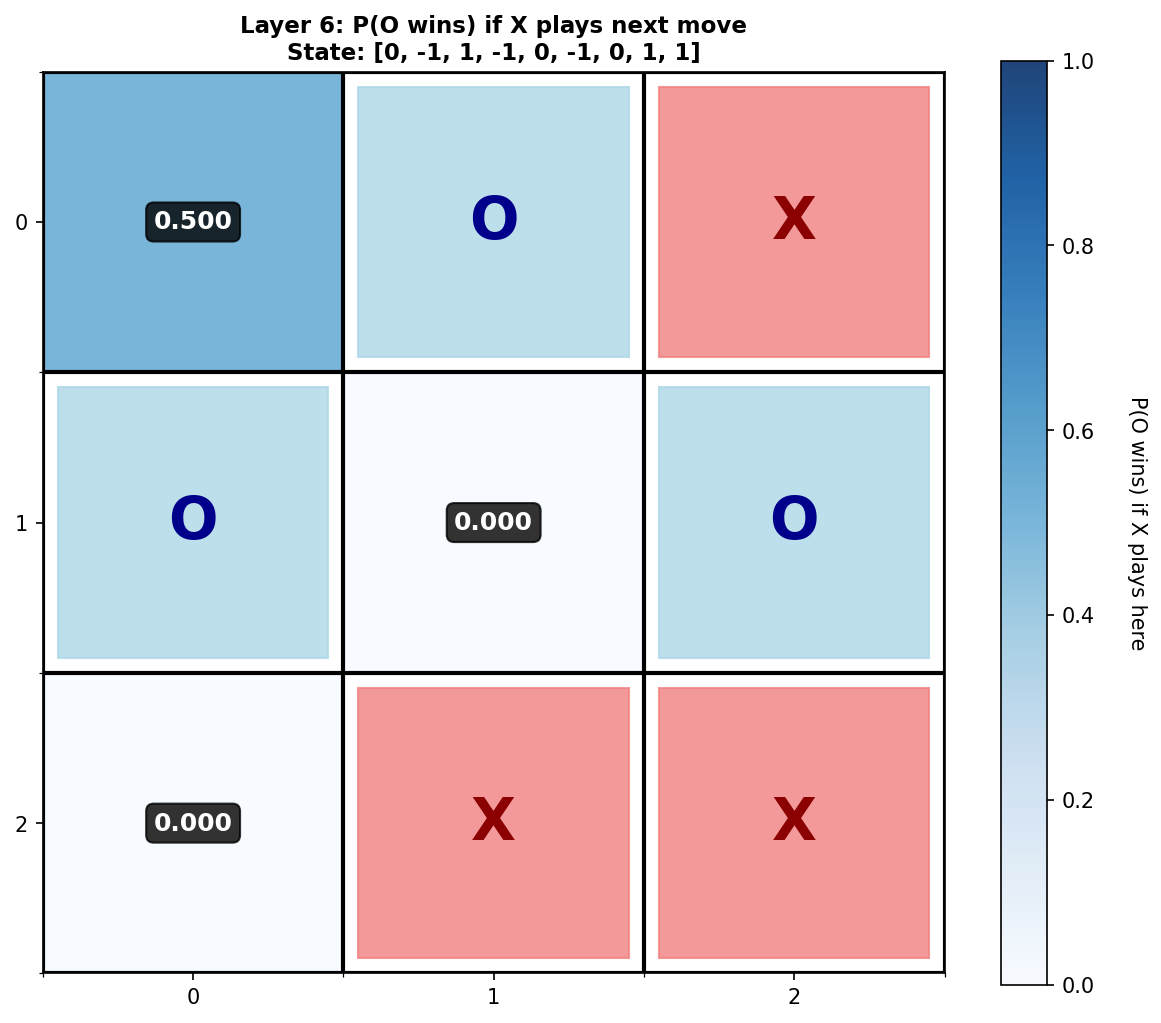 Layer 6: P(O wins) if X plays next move
State: [0, -1, 1, -1, 0, -1, 0, 1, 1]
0
0.500
O
X
1
O
0.000
O
2
0.000
X
X
0
1
2
1.0
0.8
0.6
0.4
0.2
0.0
P(O wins) if X plays here